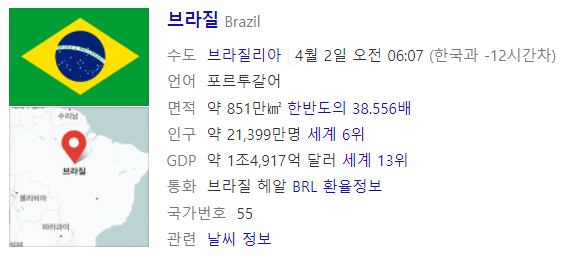 브라질 Brazil
수도 브라질리아 4월 2일 오전 06:07 (한국과 -12시간차)
언어 포르투갈어
면적 약 851만㎢ 한반도의 38.556배
인구 약 21,399만명 세계 6위
GDP 약 1조4,917억 달러 세계 13위
통화 브라질 헤알 BRL 환율정보
국가번호 55
관련 날씨 정보
수리남
브라질
볼리비아
파라과이